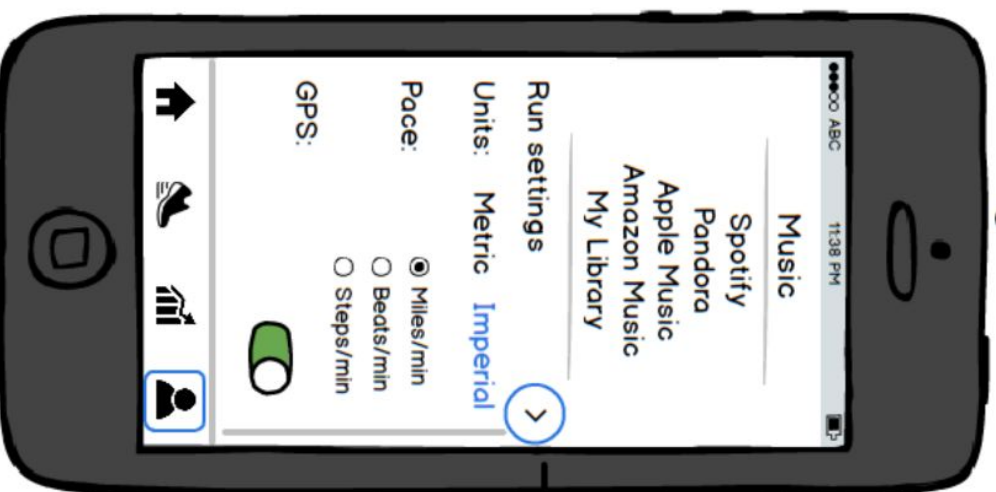 ●●●○○ ABC 11:38 PM
Music
Spotify
Pandora
Apple Music
Amazon Music
My Library
Run settings
Units: Metric Imperial
Pace: Miles/min
Beats/min
Steps/min
GPS: